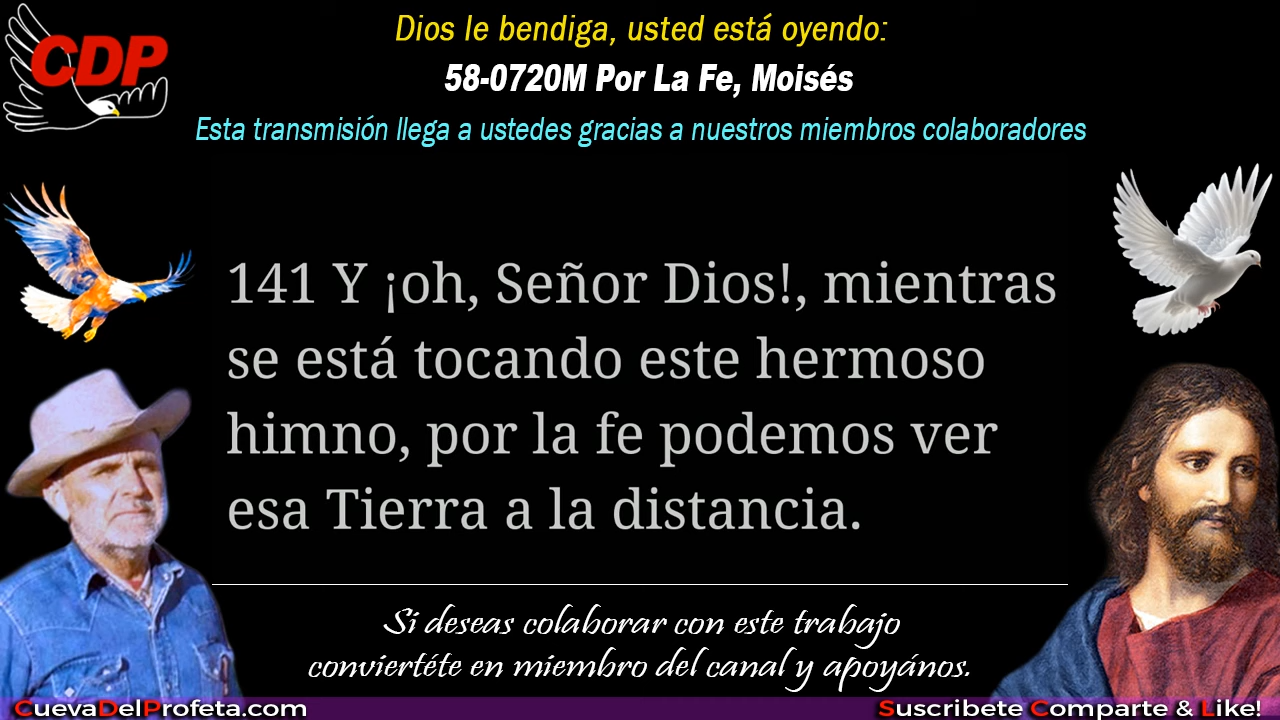 CDP
Dios le bendiga, usted está oyendo:
58-0720M Por La Fe, Moisés
Esta transmisión llega a ustedes gracias a nuestros miembros colaboradores
141 Y ¡oh, Señor Dios!, mientras
se está tocando este hermoso
himno, por la fe podemos ver
esa Tierra a la distancia.
Si deseas colaborar con este trabajo
conviertéte en miembro del canal y apoyános.
CuevaDelProfeta.com
Suscribete Comparte & Like!